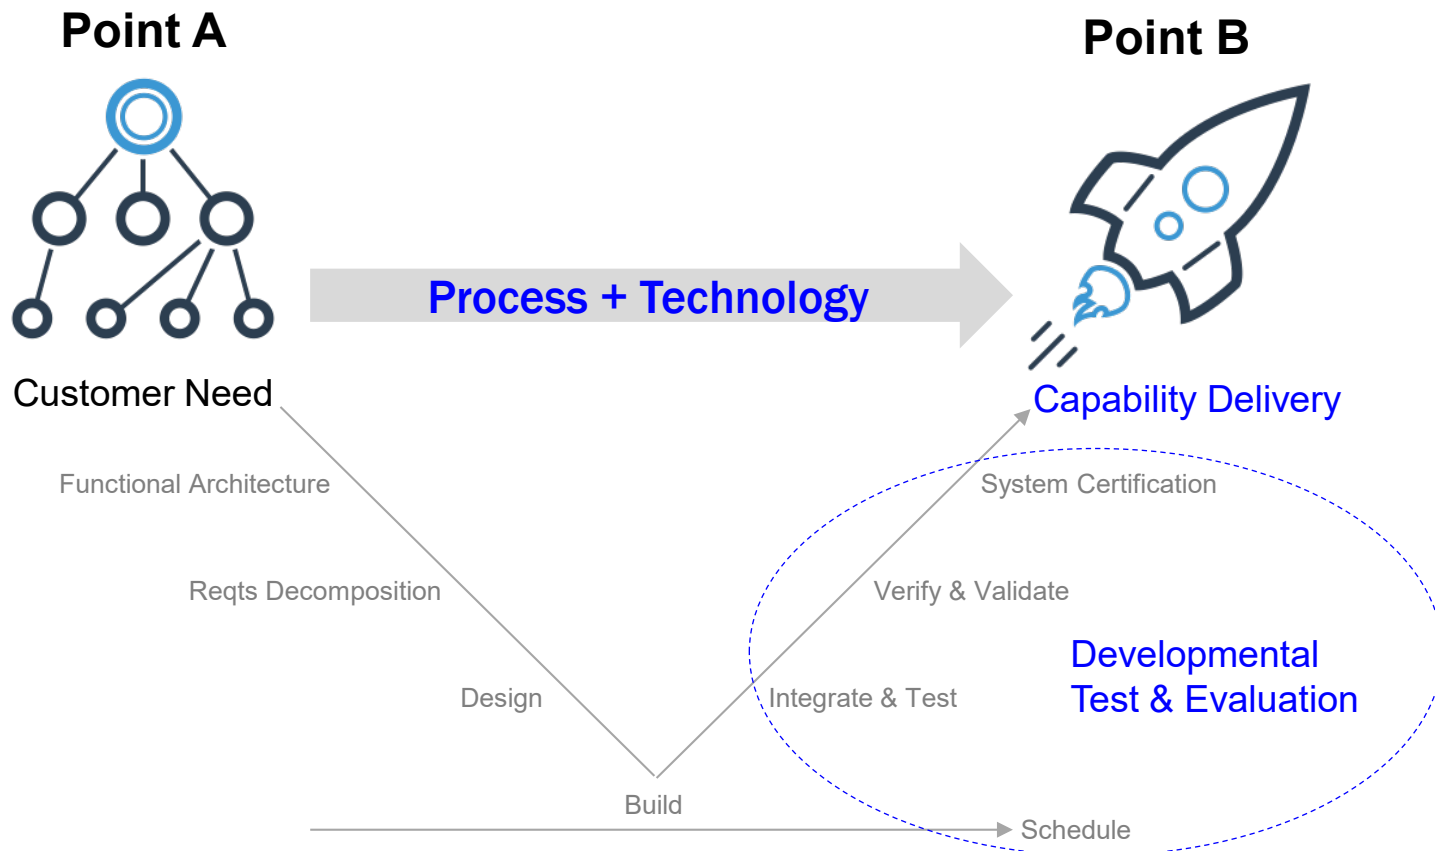 Point A
Point B
Process + Technology
Customer Need
Capability Delivery
Functional Architecture
System Certification
Reqts Decomposition
Verify & Validate
Developmental
Test & Evaluation
Design
Integrate & Test
Build
Schedule